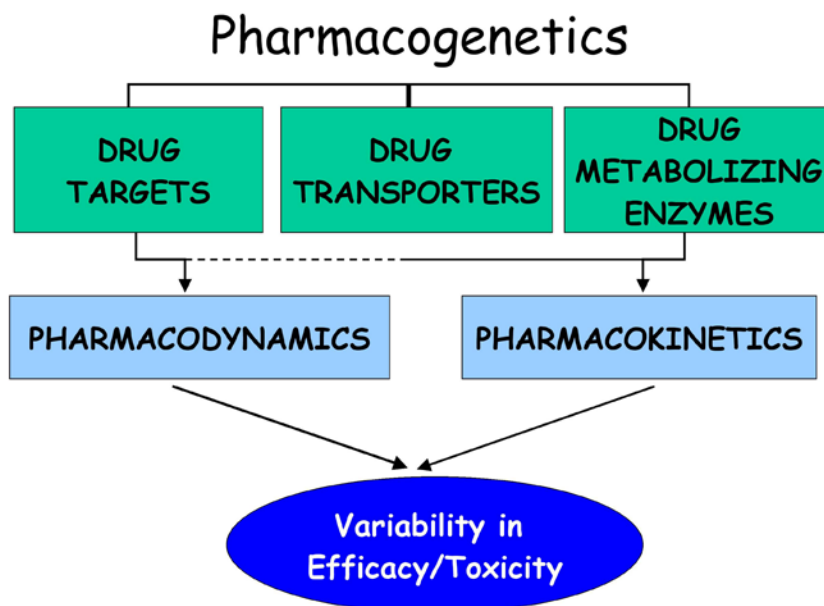 Pharmacogenetics
DRUG
TARGETS
DRUG
TRANSPORTERS
DRUG
METABOLIZING
ENZYMES
PHARMACODYNAMICS
PHARMACOKINETICS
Variability in
Efficacy/Toxicity